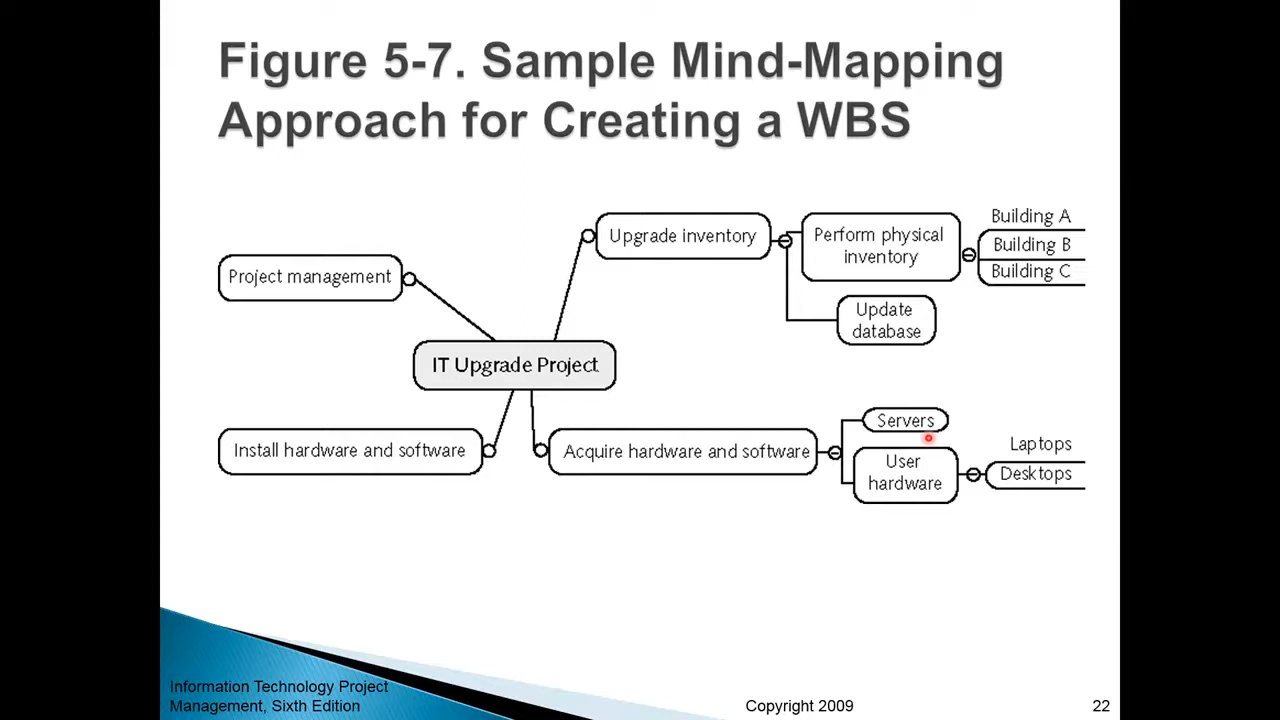 Figure 5-7. Sample Mind-Mapping
Approach for Creating a WBS
Upgrade inventory
Perform physical
inventory
Building A
Building B
Building C
Update
database
Project management
IT Upgrade Project
Install hardware and software
Acquire hardware and software
Servers
User
hardware
Laptops
Desktops
Information Technology Project
Management, Sixth Edition
Copyright 2009
22